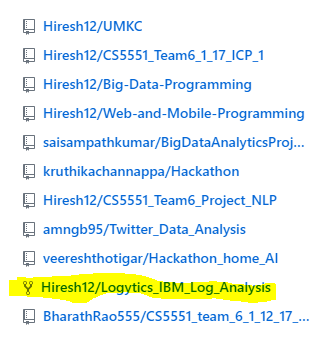 Hiresh12/UMKC
Hiresh12/CS5551_Team6_1_17_ICP_1
Hiresh12/Big-Data-Programming
Hiresh12/Web-and-Mobile-Programming
saisampathkumar/BigDataAnalyticsProj...
kruthikachannappa/Hackathon
Hiresh12/CS5551_Team6_Project_NLP
amngb95/Twitter_Data_Analysis
veereshthotigar/Hackathon_home_AI
Hiresh12/Logytics_IBM_Log_Analysis
BharathRao555/CS5551_team_6_1_12_17_...